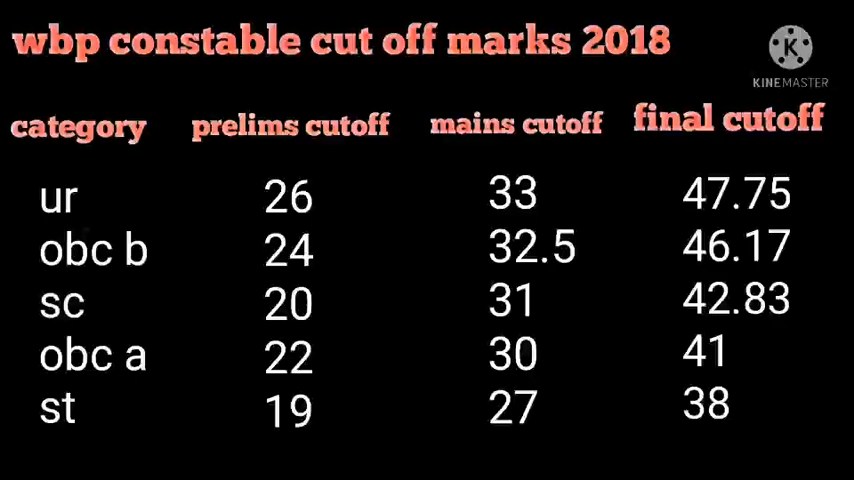 wbp constable cut off marks 2018
K
KINEMASTER
category prelims cutoff mains cutoff final cutoff
ur 26 33 47.75
obc b 24 32.5 46.17
sc 20 31 42.83
obc a 22 30 41
st 19 27 38